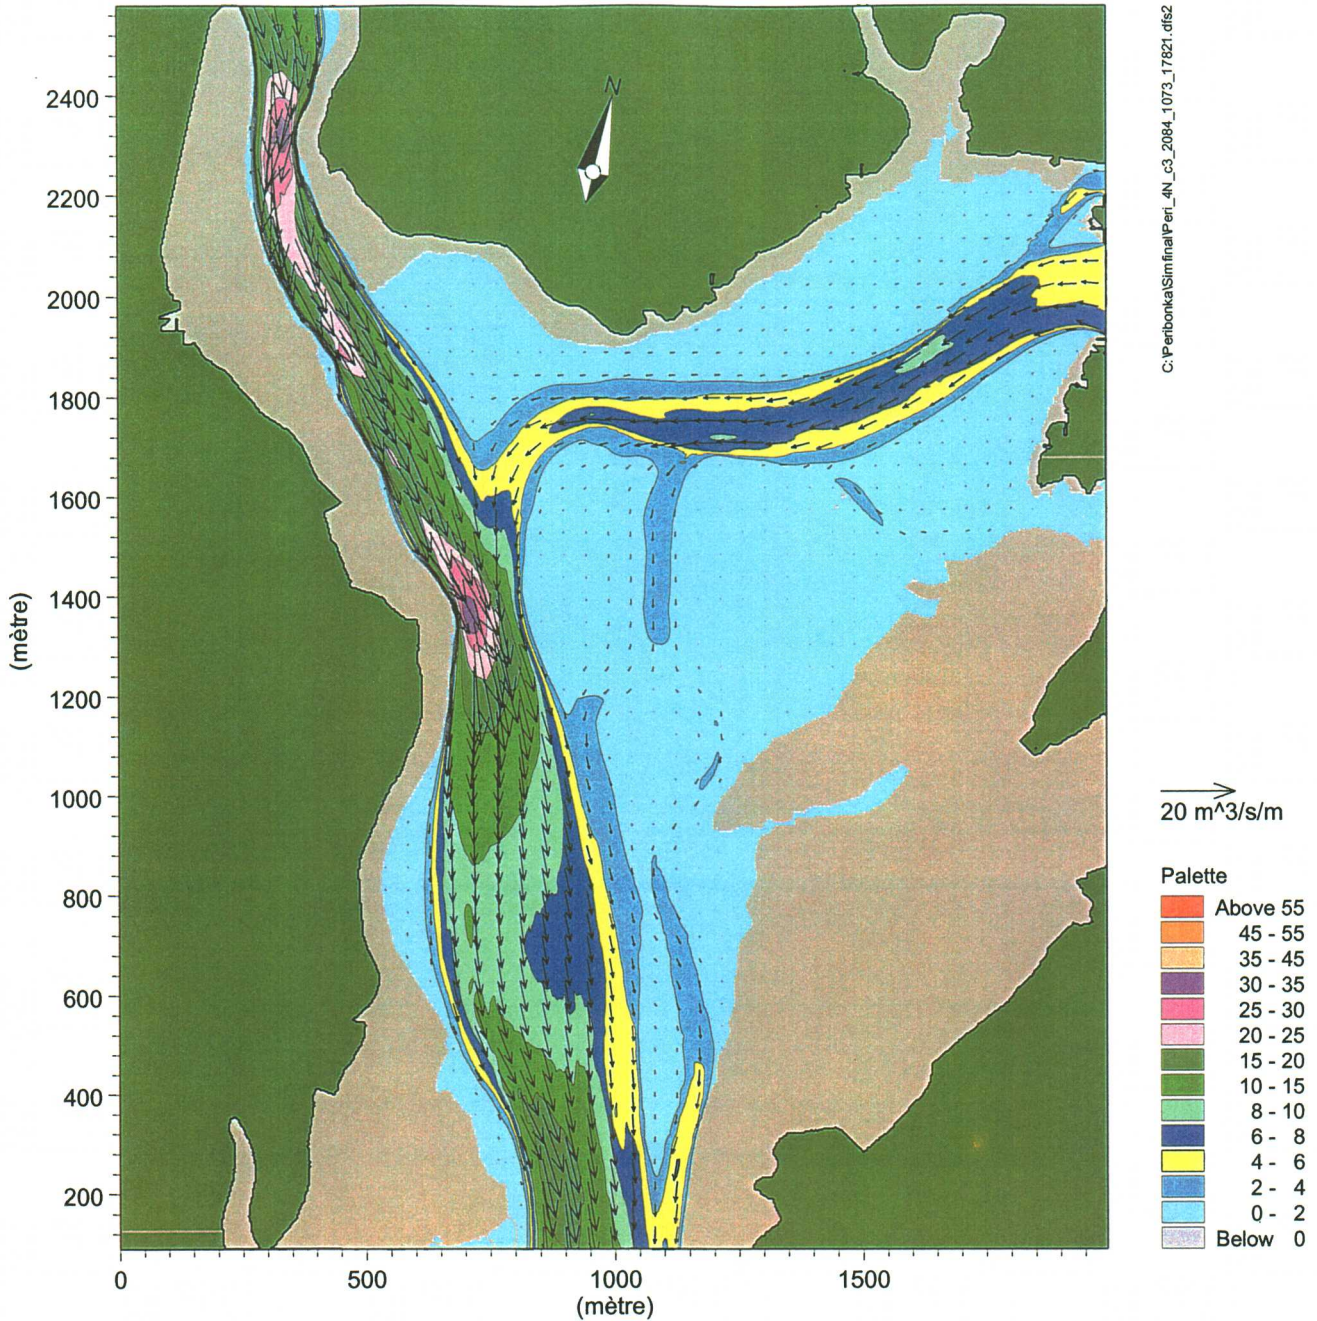 C:\Peribonka\Simfinal\Peri_4N_c3_2084_1073_17821.dfs2
N
2400
2200
2000
1800
1600
1400
1200
1000
800
600
400
200
(mètre)
0
500
1000
1500
(mètre)
20 m^3/s/m
Palette
Above 55
45 - 55
35 - 45
30 - 35
25 - 30
20 - 25
15 - 20
10 - 15
8 - 10
6 - 8
4 - 6
2 - 4
0 - 2
Below 0